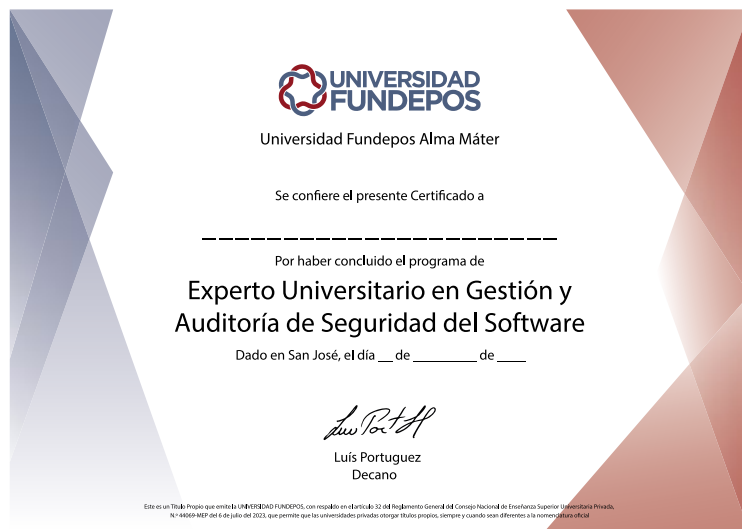 UNIVERSIDAD
FUNDEPOS
Universidad Fundepos Alma Máter
Se confiere el presente Certificado a
Por haber concluido el programa de
Experto Universitario en Gestión y
Auditoría de Seguridad del Software
Dado en San José, el día __ de ________ de ____
Luís Portuguez
Decano
Este es un Título Propio que emite la UNIVERSIDAD FUNDEPOS, con respaldo en el artículo 32 del Reglamento General del Consejo Nacional de Enseñanza Superior Universitaria Privada,
N.º 44069-MEP del 6 de julio del 2023, que permite que las universidades privadas otorgar títulos propios, siempre y cuando sean diferentes a la nomenclatura oficial